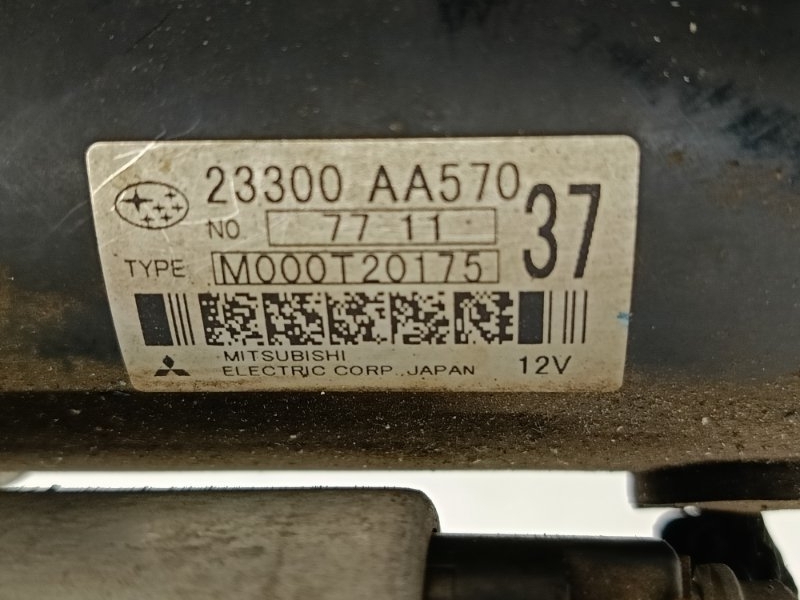 23300 AA570
NO 77 11
37
TYPE M000T20175
MITSUBISHI
ELECTRIC CORP. JAPAN 12V